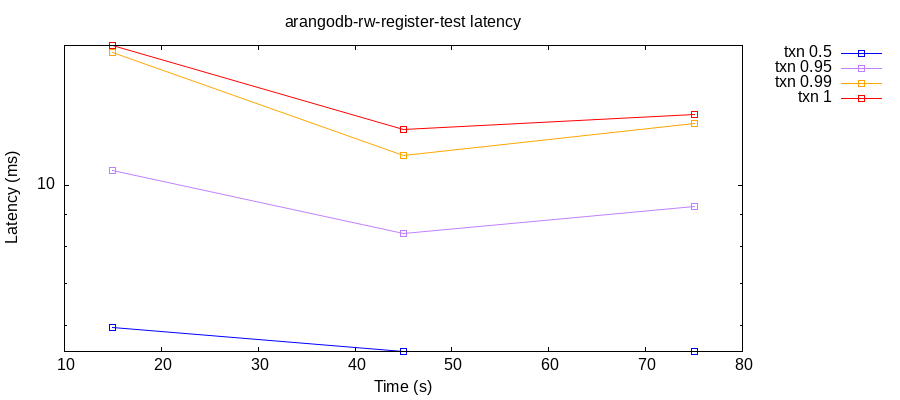 arangodb-rw-register-test latency
txn 0.5
txn 0.95
txn 0.99
txn 1
Latency (ms)
10
10 20 30 40 50 60 70 80
Time (s)